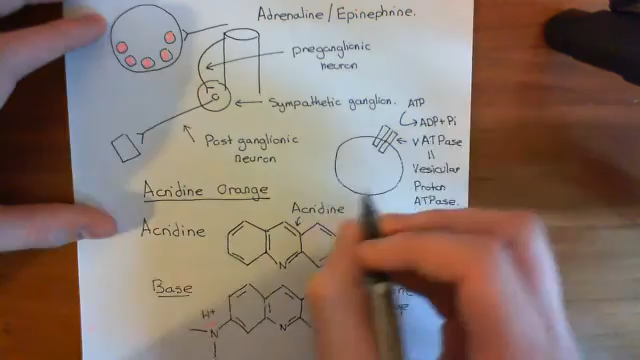 Adrenaline/Epinephrine.
preganglionic
neuron
Sympathetic ganglion.
ATP
ADP+Pi
vATPase
=
Vesicular
Proton
ATPase.
Post ganglionic
neuron
Acridine Orange
Acridine
Acridine
N
Base
H+
N
N